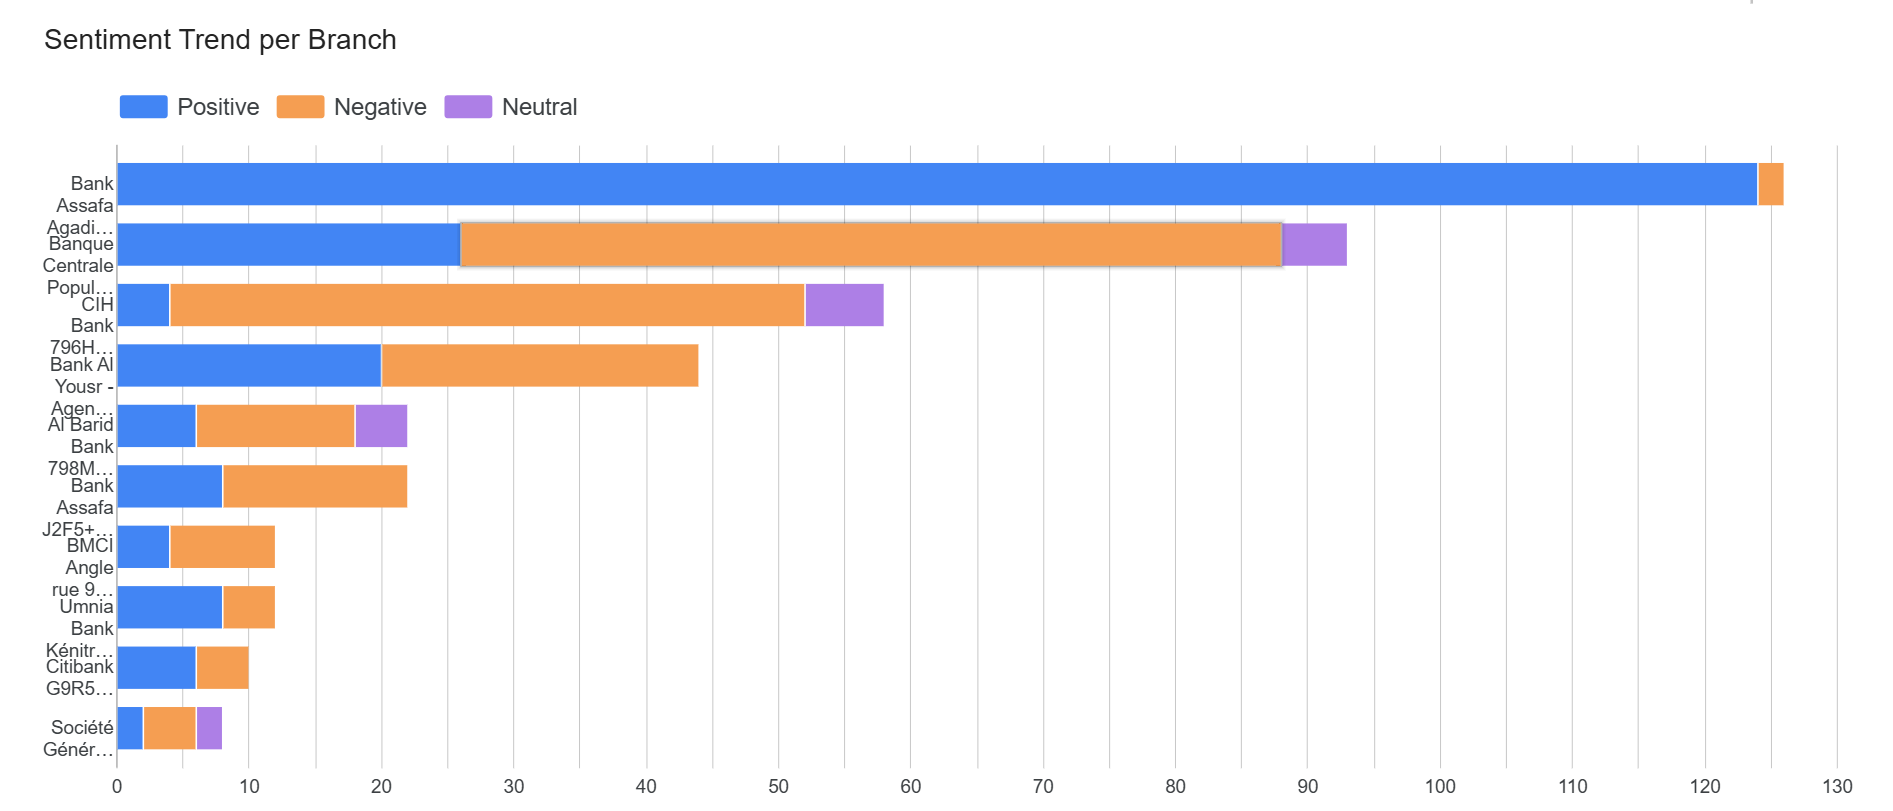 Sentiment Trend per Branch
Positive Negative Neutral
Bank
Assafa
Agadi…
Banque
Centrale
Popul…
CIH
Bank
796H…
Bank Al
Yousr -
Agen…
Al Barid
Bank
798M…
Bank
Assafa
J2F5+…
BMCI
Angle
rue 9…
Umnia
Bank
Kénitr…
Citibank
G9R5…
Société
Génér…
0 10 20 30 40 50 60 70 80 90 100 110 120 130